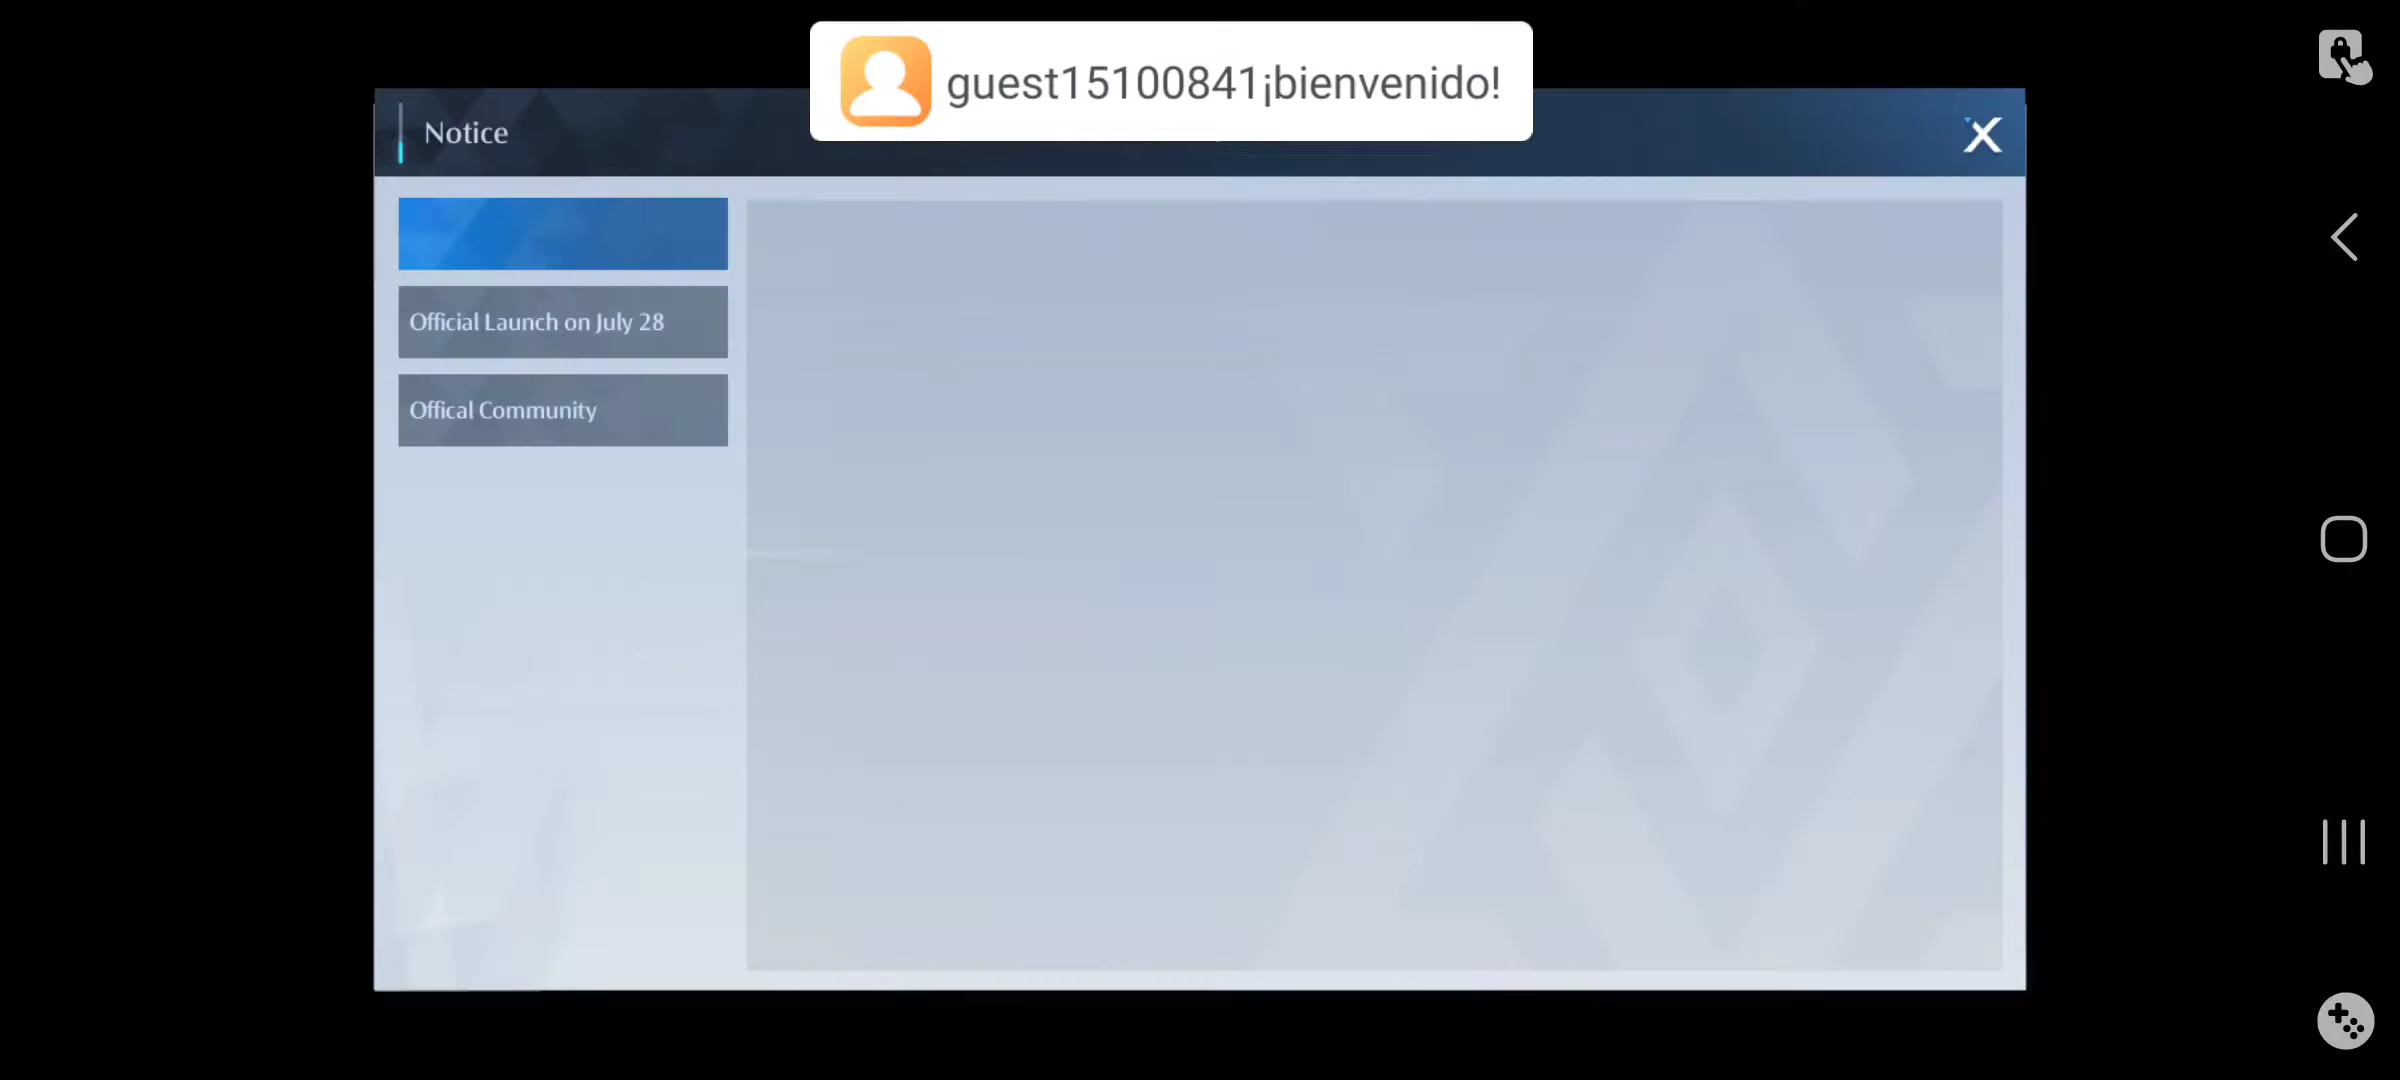 guest15100841¡bienvenido!
Notice
Official Launch on July 28
Offical Community